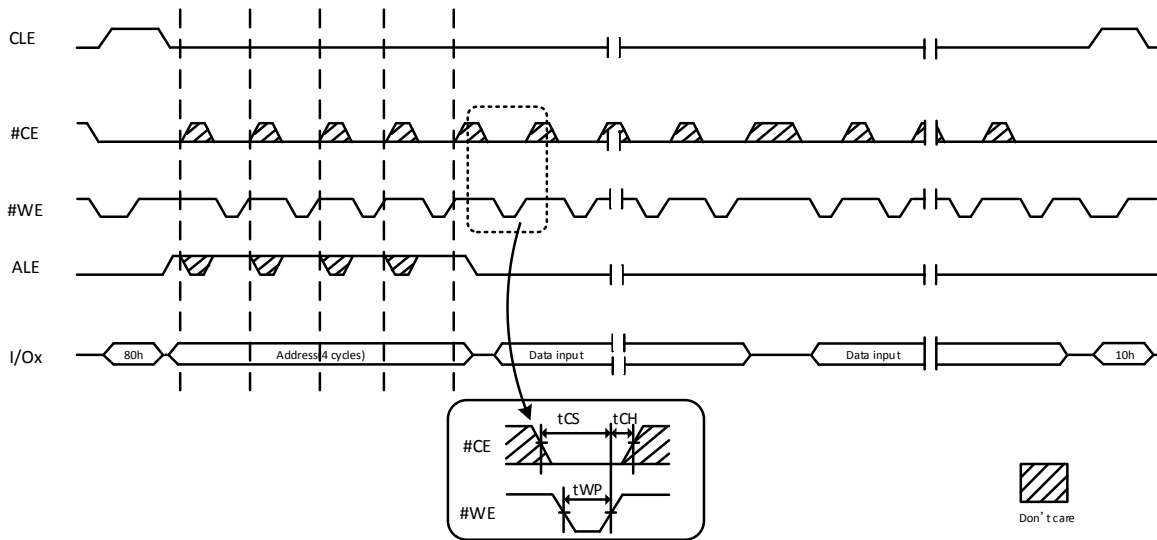 CLE
#CE
#WE
ALE
I/Ox
80h
Address(4 cycles)
Data input
Data input
10h
tCS
tCH
#CE
tWP
#WE
Don't care